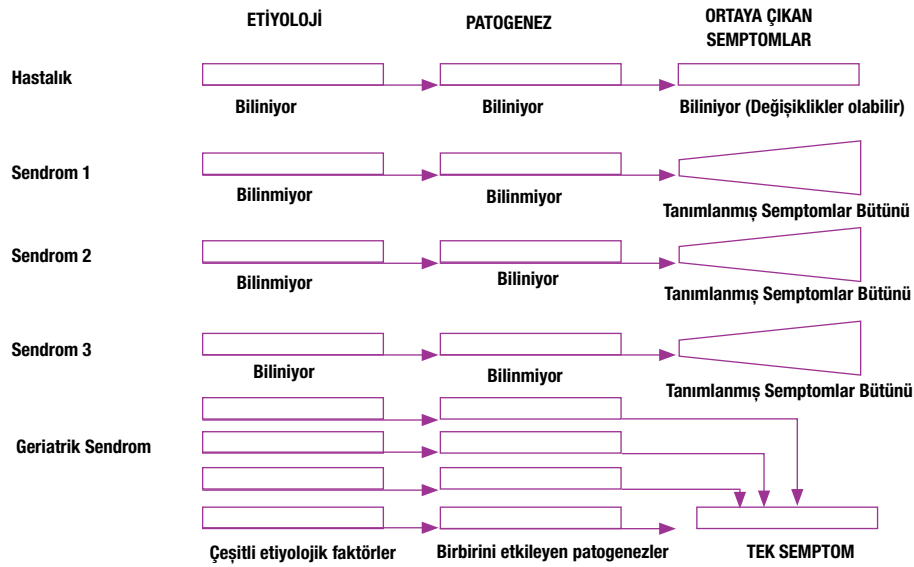 ETİYOLOJİ
PATOGENEZ
ORTAYA ÇIKAN
SEMPTOMLAR
Hastalık
Biliniyor
Biliniyor
Biliniyor (Değişiklikler olabilir)
Sendrom 1
Bilinmiyor
Bilinmiyor
Tanımlanmış Semptomlar Bütünü
Sendrom 2
Bilinmiyor
Biliniyor
Tanımlanmış Semptomlar Bütünü
Sendrom 3
Biliniyor
Bilinmiyor
Tanımlanmış Semptomlar Bütünü
Geriatrik Sendrom
Çeşitli etiyolojik faktörler
Birbirini etkileyen patogenezler
TEK SEMPTOM